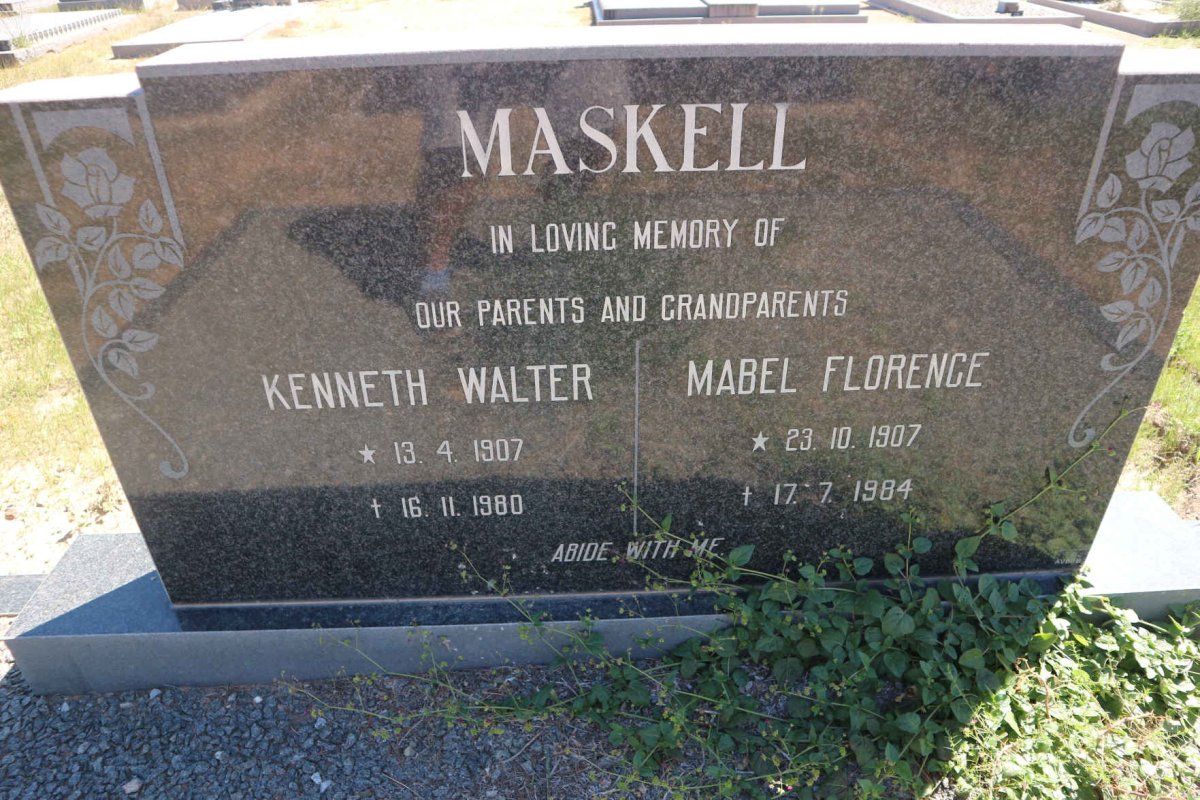 MASKELL
IN LOVING MEMORY OF
OUR PARENTS AND GRANDPARENTS
KENNETH WALTER
★ 13. 4. 1907
† 16. 11. 1980
MABEL FLORENCE
★ 23. 10. 1907
† 17. 7. 1984
ABIDE WITH ME